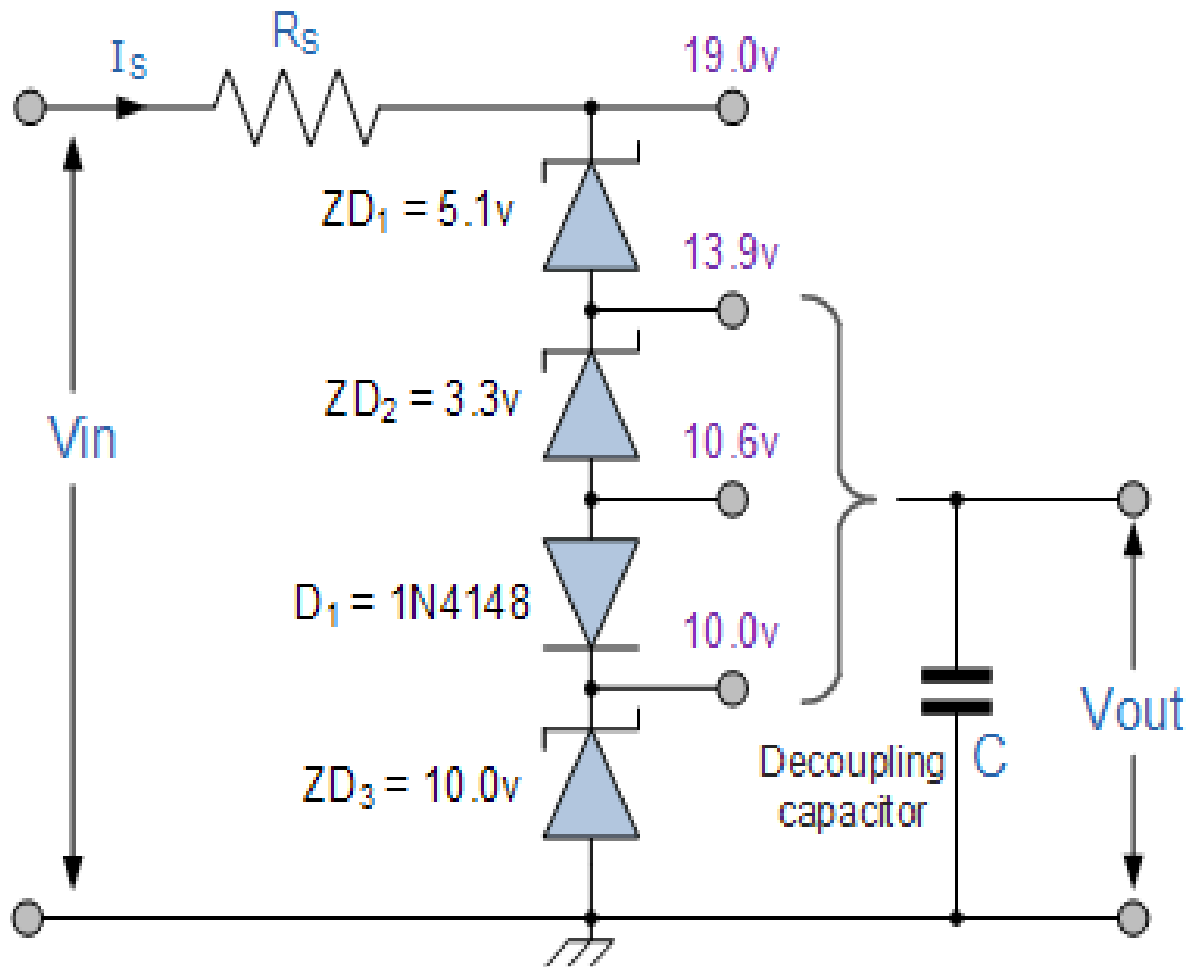 Rs
Is
19.0v
ZD1 = 5.1v
13.9v
ZD2 = 3.3v
Vin
10.6v
D1 = 1N4148
10.0v
Vout
Decoupling
capacitor
C
ZD3 = 10.0v